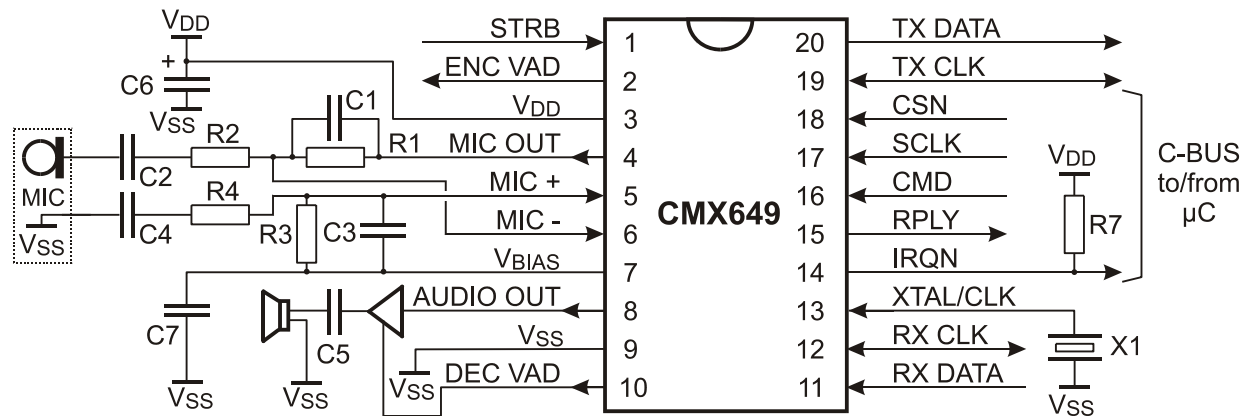 VDD
+
C6
VSS
MIC
VSS
C2
R2
C1
R1
C4
R4
R3
C3
C7
VSS
VSS
C5
VSS
STRB
ENC VAD
VDD
MIC OUT
MIC +
MIC -
VBIAS
AUDIO OUT
VSS
DEC VAD
1
2
3
4
5
6
7
8
9
10
CMX649
20
19
18
17
16
15
14
13
12
11
TX DATA
TX CLK
CSN
SCLK
CMD
RPLY
IRQN
XTAL/CLK
RX CLK
RX DATA
VDD
R7
X1
VSS
C-BUS
to/from
µC